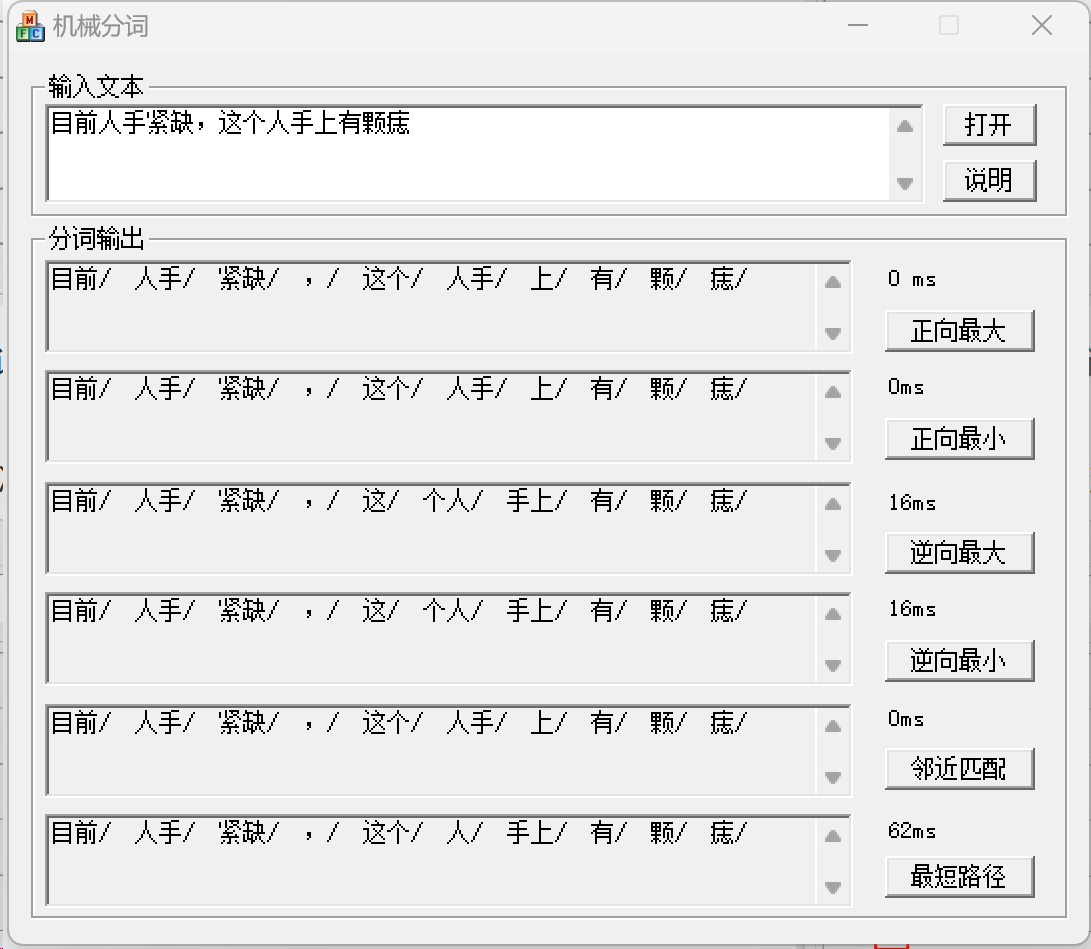 机械分词
输入文本
目前人手紧缺，这个人手上有颗痣
打开
说明
分词输出
目前/ 人手/ 紧缺/ ，/ 这个/ 人手/ 上/ 有/ 颗/ 痣/
0 ms
正向最大
目前/ 人手/ 紧缺/ ，/ 这个/ 人手/ 上/ 有/ 颗/ 痣/
0ms
正向最小
目前/ 人手/ 紧缺/ ，/ 这/ 个人/ 手上/ 有/ 颗/ 痣/
16ms
逆向最大
目前/ 人手/ 紧缺/ ，/ 这/ 个人/ 手上/ 有/ 颗/ 痣/
16ms
逆向最小
目前/ 人手/ 紧缺/ ，/ 这个/ 人手/ 上/ 有/ 颗/ 痣/
0ms
邻近匹配
目前/ 人手/ 紧缺/ ，/ 这个/ 人/ 手上/ 有/ 颗/ 痣/
62ms
最短路径